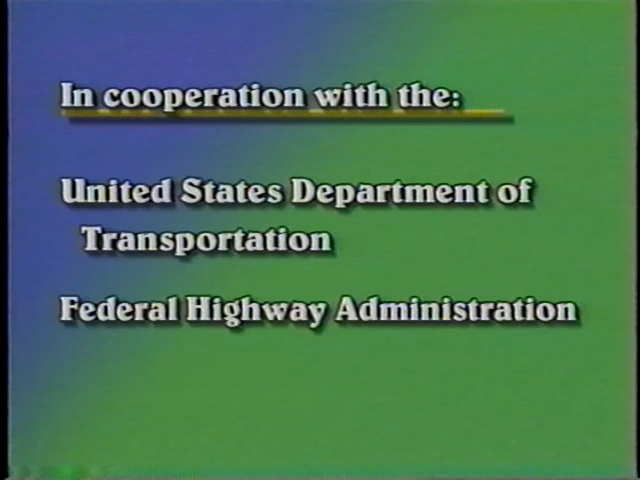 In cooperation with the:
United States Department of
Transportation
Federal Highway Administration